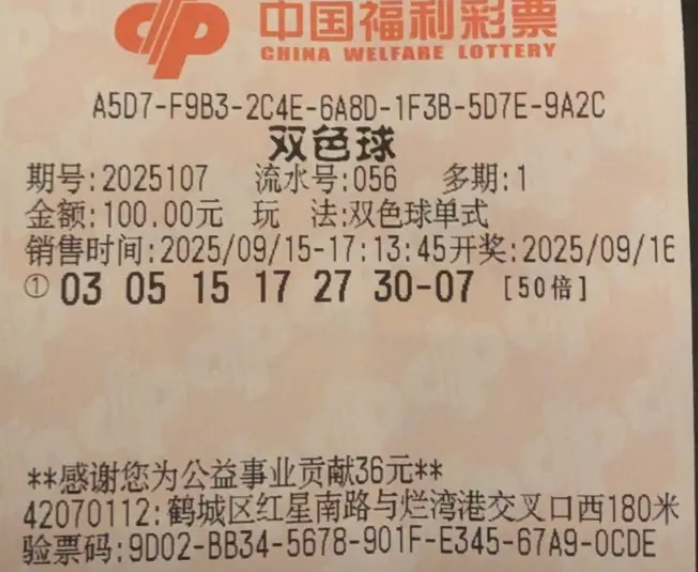 中国福利彩票
CHINA WELFARE LOTTERY
A5D7-F9B3-2C4E-6A8D-1F3B-5D7E-9A2C
双色球
期号:2025107 流水号:056 多期:1
金额:100.00元 玩 法:双色球单式
销售时间:2025/09/15-17:13:45开奖:2025/09/16
① 03 05 15 17 27 30-07 [50倍]
**感谢您为公益事业贡献36元**
42070112:鹤城区红星南路与烂湾港交叉口西180米
验票码:9D02-BB34-5678-901F-E345-67A9-0CDE